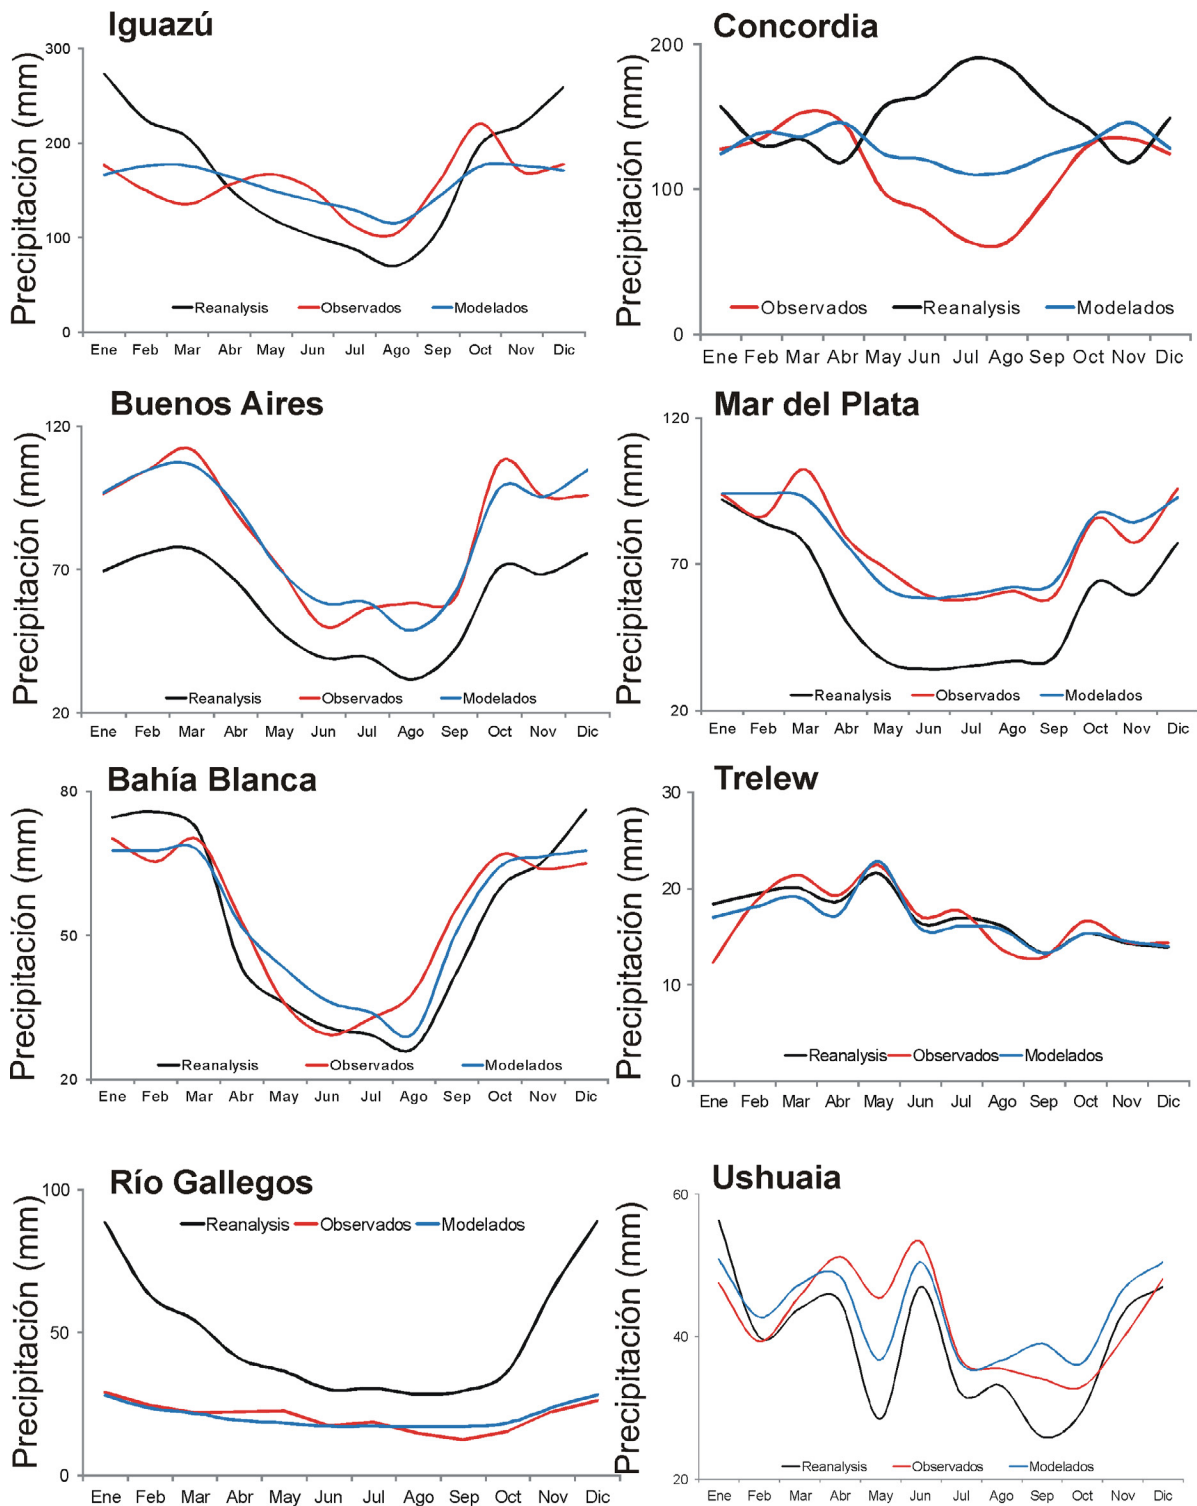 Iguazú
Precipitación (mm)
300
200
100
0
Reanalysis Observados Modelados
Ene Feb Mar Abr May Jun Jul Ago Sep Oct Nov Dic
Concordia
Precipitación (mm)
200
100
0
Observados Reanalysis Modelados
Ene Feb Mar Abr May Jun Jul Ago Sep Oct Nov Dic
Buenos Aires
Precipitación (mm)
120
70
20
Reanalysis Observados Modelados
Ene Feb Mar Abr May Jun Jul Ago Sep Oct Nov Dic
Mar del Plata
Precipitación (mm)
120
70
20
Reanalysis Observados Modelados
Ene Feb Mar Abr May Jun Jul Ago Sep Oct Nov Dic
Bahía Blanca
Precipitación (mm)
80
50
20
Reanalysis Observados Modelados
Ene Feb Mar Abr May Jun Jul Ago Sep Oct Nov Dic
Trelew
Precipitación (mm)
30
20
10
0
Reanalysis Observados Modelados
Ene Feb Mar Abr May Jun Jul Ago Sep Oct Nov Dic
Río Gallegos
Precipitación (mm)
100
50
0
Reanalysis Observados Modelados
Ene Feb Mar Abr May Jun Jul Ago Sep Oct Nov Dic
Ushuaia
Precipitación (mm)
60
40
20
Reanalysis Observados Modelados
Ene Feb Mar Abr May Jun Jul Ago Sep Oct Nov Dic